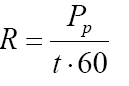 R = P_p / (t · 60)